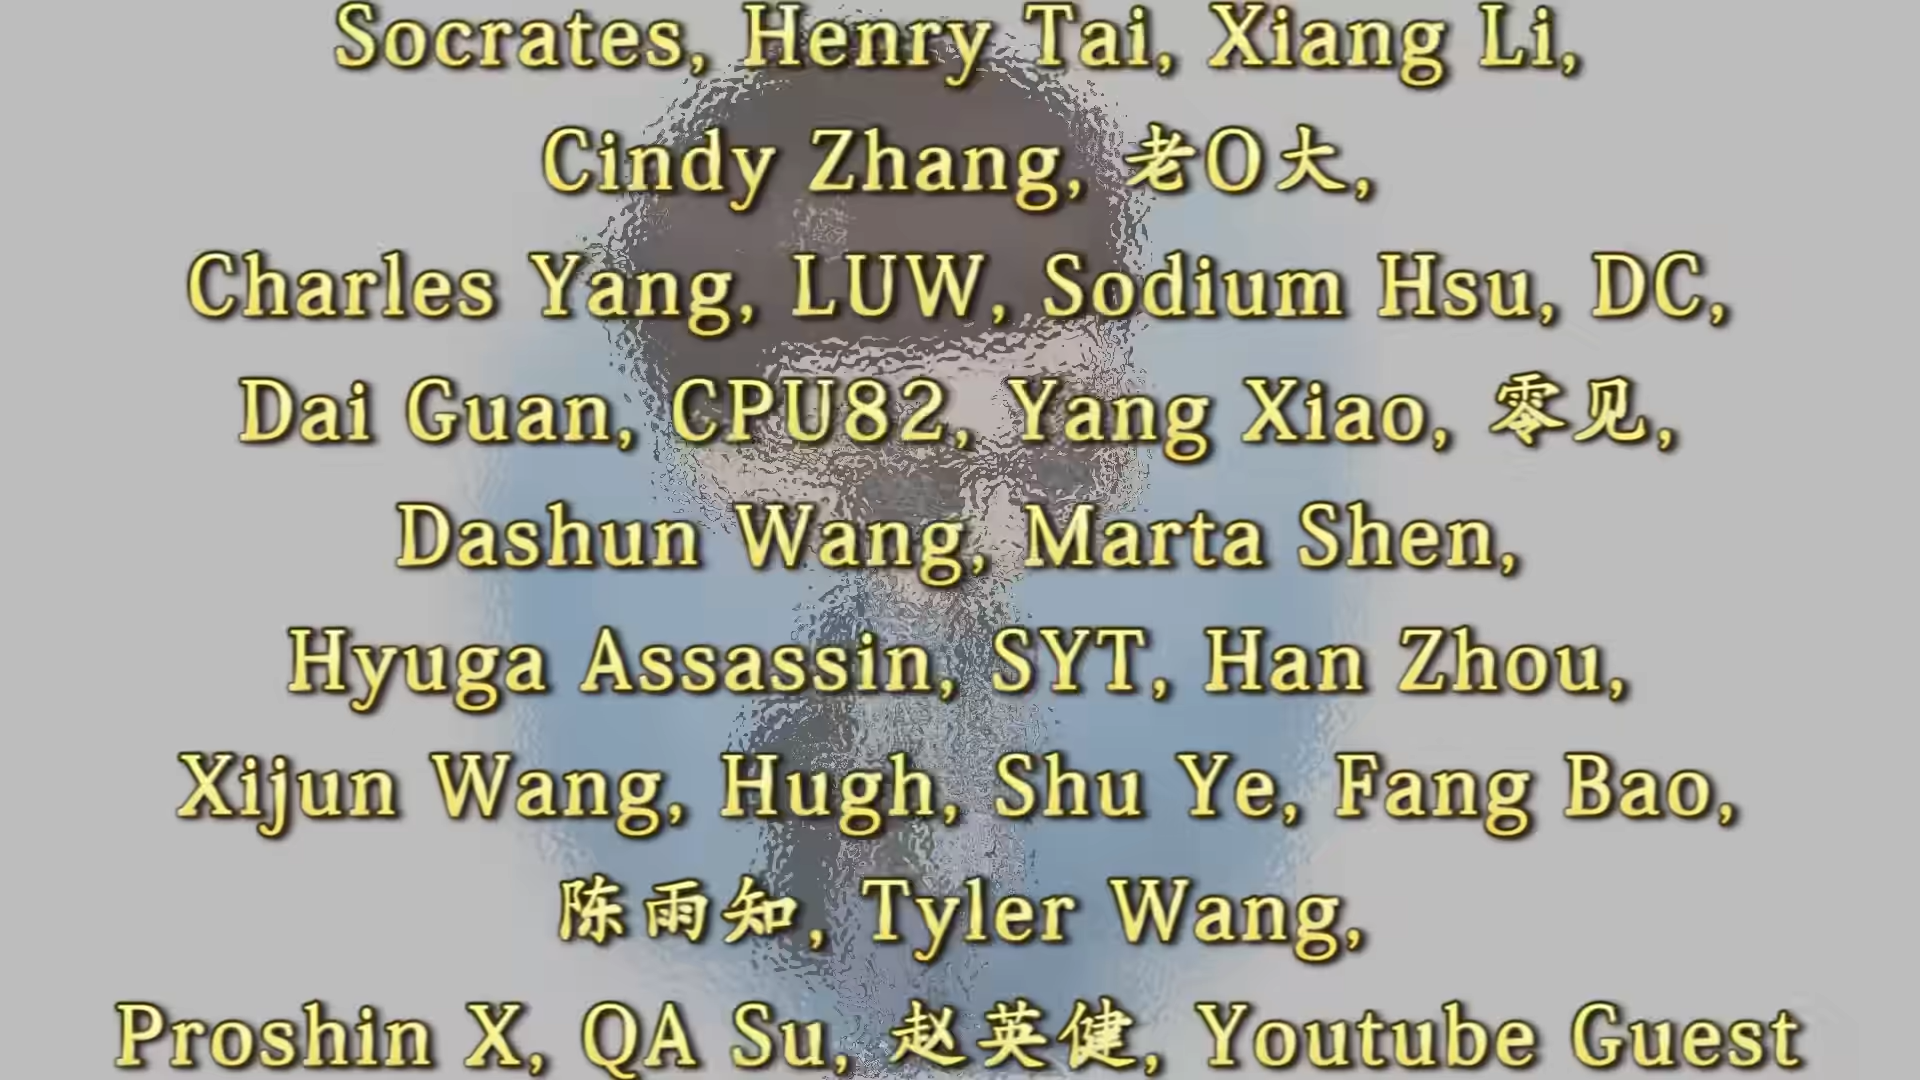 Socrates, Henry Tai, Xiang Li,
Cindy Zhang, 老O大,
Charles Yang, LUW, Sodium Hsu, DC,
Dai Guan, CPU82, Yang Xiao, 零见,
Dashun Wang, Marta Shen,
Hyuga Assassin, SYT, Han Zhou,
Xijun Wang, Hugh, Shu Ye, Fang Bao,
陈雨知, Tyler Wang,
Proshin X, QA Su, 赵英健, Youtube Guest